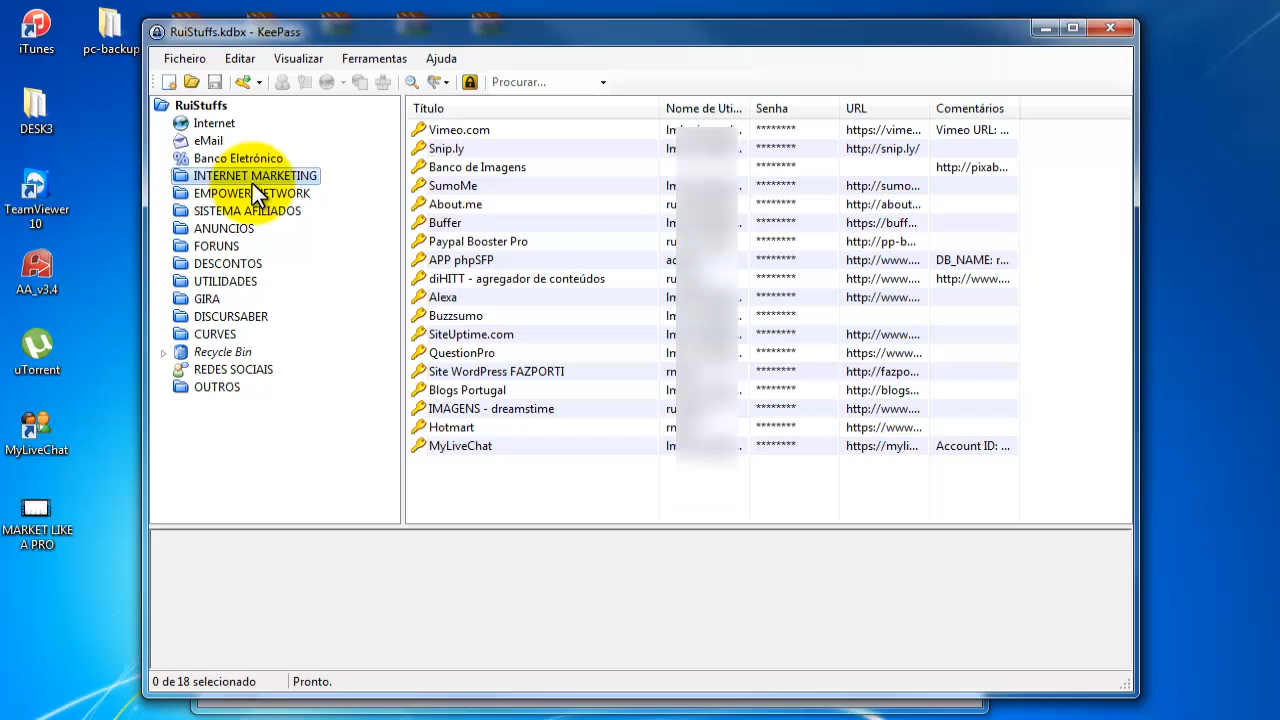 iTunes
pc-backup
DESK3
TeamViewer
10
AA_v3.4
uTorrent
MyLiveChat
MARKET LIKE
A PRO
RuiStuffs.kdbx - KeePass
Ficheiro Editar Visualizar Ferramentas Ajuda
Procurar...
RuiStuffs
Internet
eMail
Banco Eletrónico
INTERNET MARKETING
EMPOWER NETWORK
SISTEMA AFILIADOS
ANUNCIOS
FORUNS
DESCONTOS
UTILIDADES
GIRA
DISCURSABER
CURVES
Recycle Bin
REDES SOCIAIS
OUTROS
Título Nome de Uti... Senha URL Comentários
Vimeo.com ******** https://vime... Vimeo URL: ...
Snip.ly ******** http://snip.ly/
Banco de Imagens ******** http://pixab...
SumoMe ******** http://sumo...
About.me ******** http://about...
Buffer ******** https://buff...
Paypal Booster Pro ******** http://pp-b...
APP phpSFP ******** http://www.... DB_NAME: r...
diHITT - agregador de conteúdos ******** http://www.... http://www....
Alexa ******** http://www....
Buzzsumo ********
SiteUptime.com ******** http://www....
QuestionPro ******** https://www...
Site WordPress FAZPORTI ******** http://fazpo...
Blogs Portugal ******** http://blogs...
IMAGENS - dreamstime ******** http://www....
Hotmart ******** https://www...
MyLiveChat ******** https://myli... Account ID: ...
0 de 18 selecionado Pronto.